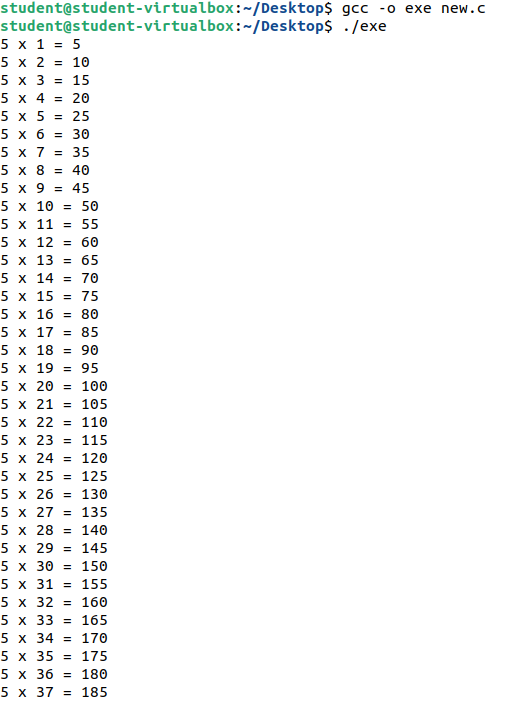 student@student-virtualbox:~/Desktop$ gcc -o exe new.c
student@student-virtualbox:~/Desktop$ ./exe
5 x 1 = 5
5 x 2 = 10
5 x 3 = 15
5 x 4 = 20
5 x 5 = 25
5 x 6 = 30
5 x 7 = 35
5 x 8 = 40
5 x 9 = 45
5 x 10 = 50
5 x 11 = 55
5 x 12 = 60
5 x 13 = 65
5 x 14 = 70
5 x 15 = 75
5 x 16 = 80
5 x 17 = 85
5 x 18 = 90
5 x 19 = 95
5 x 20 = 100
5 x 21 = 105
5 x 22 = 110
5 x 23 = 115
5 x 24 = 120
5 x 25 = 125
5 x 26 = 130
5 x 27 = 135
5 x 28 = 140
5 x 29 = 145
5 x 30 = 150
5 x 31 = 155
5 x 32 = 160
5 x 33 = 165
5 x 34 = 170
5 x 35 = 175
5 x 36 = 180
5 x 37 = 185